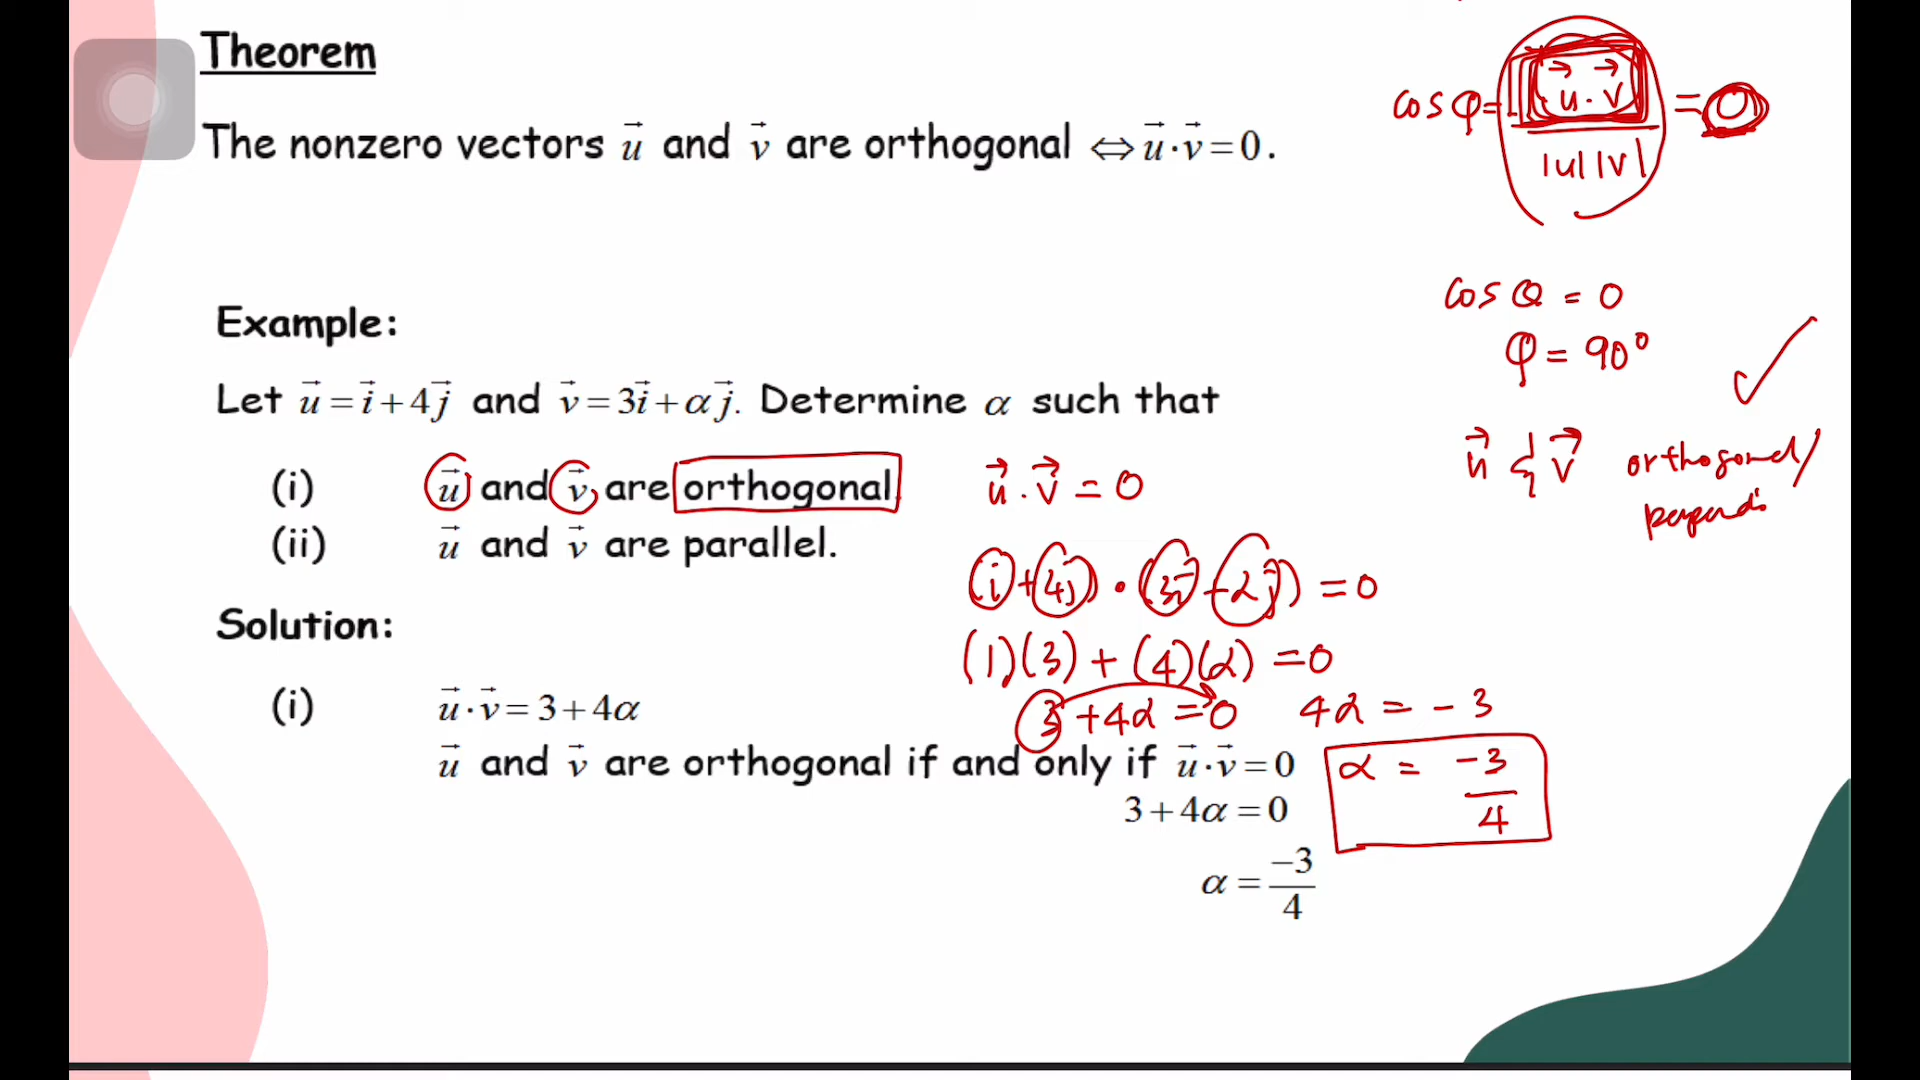 Theorem
The nonzero vectors u⃗ and v⃗ are orthogonal ⇔ u⃗·v⃗ = 0.
cos φ = u⃗·v⃗ / |u||v| = 0
cos θ = 0
φ = 90°
u⃗ & v⃗ orthogonal/
Example:
Let u⃗ = i⃗ + 4j⃗ and v⃗ = 3i⃗ + αj⃗. Determine α such that
(i) u⃗ and v⃗ are orthogonal
(ii) u⃗ and v⃗ are parallel.
u⃗·v⃗ = 0
(i + 4j)·(3i + αj) = 0
(1)(3) + (4)(α) = 0
3 + 4α = 0 4α = -3
α = -3/4
Solution:
(i) u⃗·v⃗ = 3 + 4α
u⃗ and v⃗ are orthogonal if and only if u⃗·v⃗ = 0
3 + 4α = 0
α = -3/4